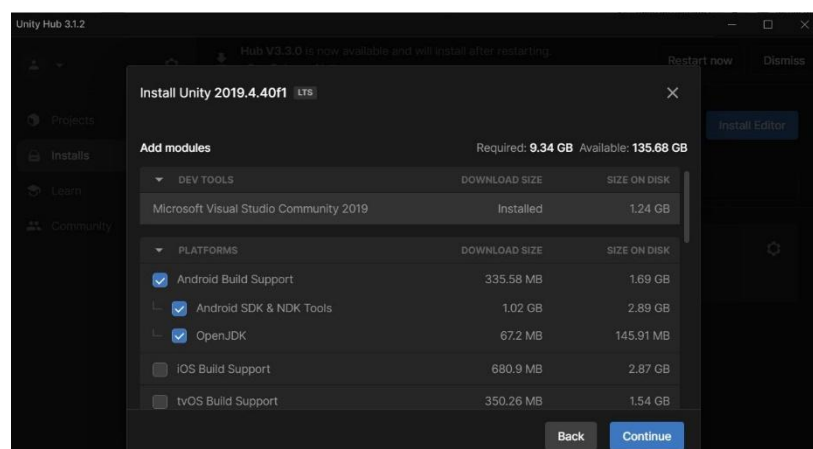 Unity Hub 3.1.2
Hub V3.3.0 is now available and will install after restarting.
Restart now Dismiss
Install Unity 2019.4.40f1 LTS
Projects
Install Editor
Add modules Required: 9.34 GB Available: 135.68 GB
Installs
DEV TOOLS DOWNLOAD SIZE SIZE ON DISK
Learn
Microsoft Visual Studio Community 2019 Installed 1.24 GB
Community
PLATFORMS DOWNLOAD SIZE SIZE ON DISK
Android Build Support 335.58 MB 1.69 GB
Android SDK & NDK Tools 1.02 GB 2.89 GB
OpenJDK 67.2 MB 145.91 MB
iOS Build Support 680.9 MB 2.87 GB
tvOS Build Support 350.26 MB 1.54 GB
Back Continue